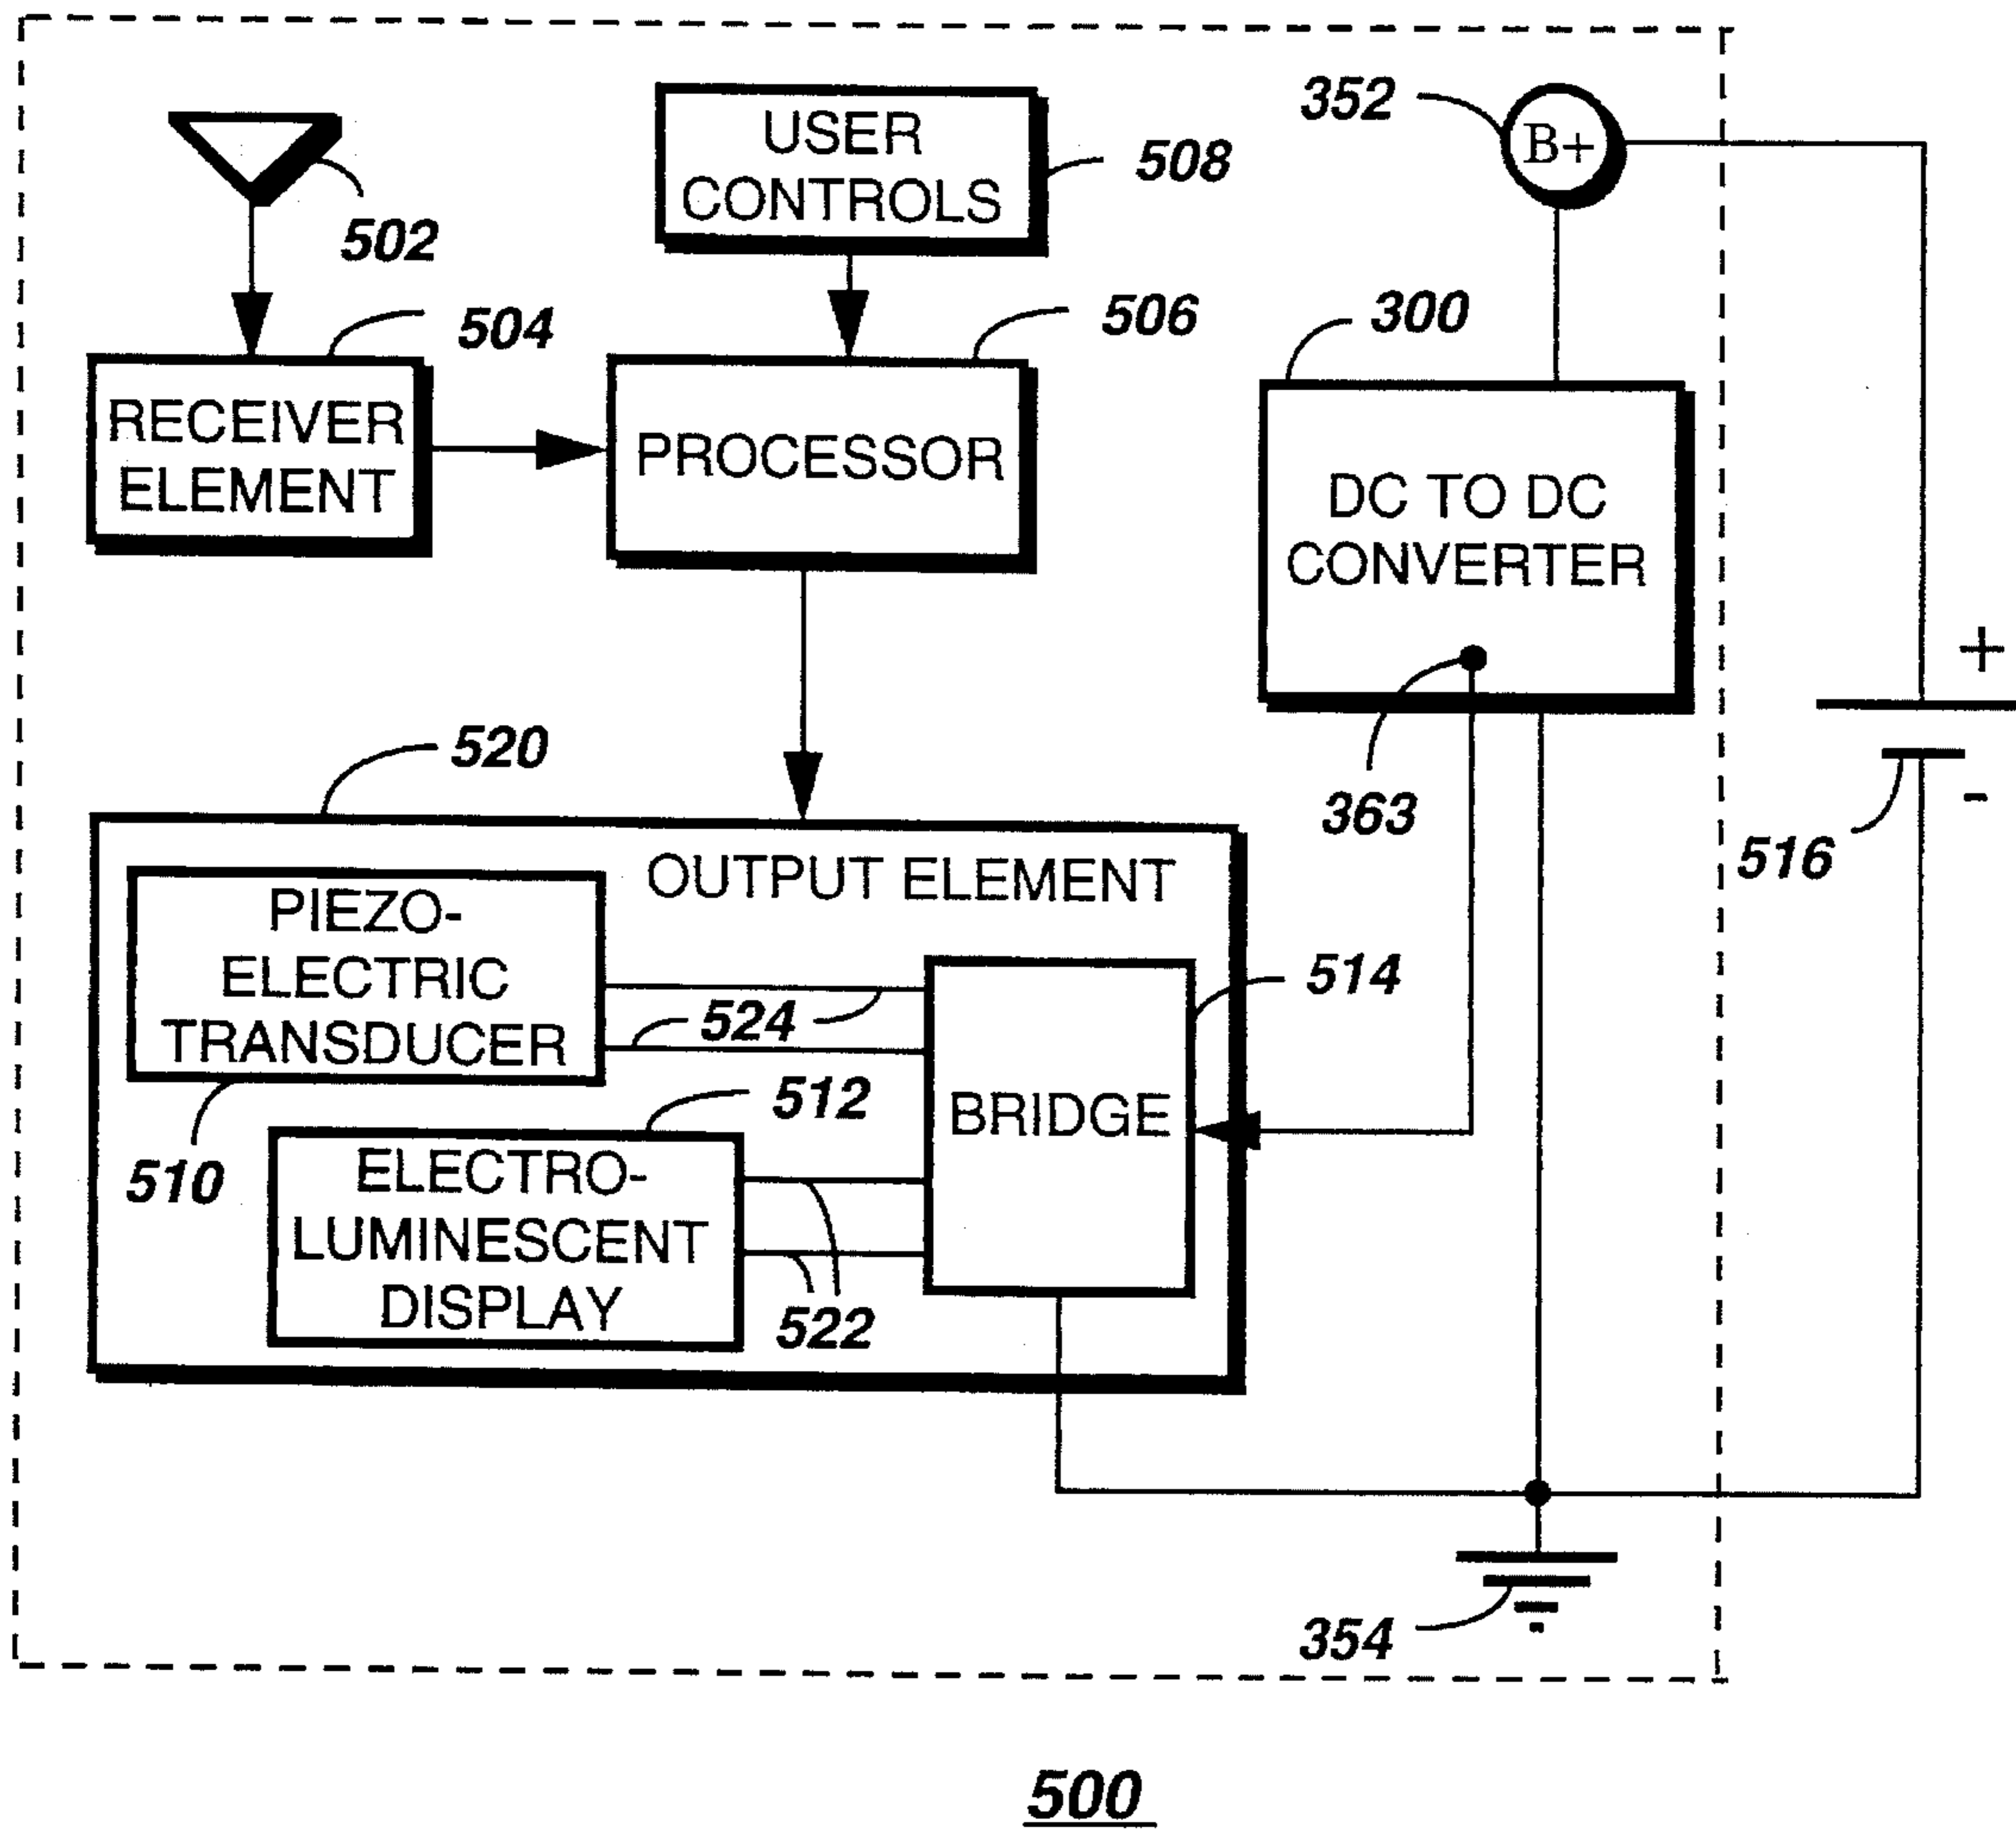 USER
CONTROLS
508
352
B+
502
504
506
300
RECEIVER
ELEMENT
PROCESSOR
DC TO DC
CONVERTER
+
-
363
516
520
OUTPUT ELEMENT
PIEZO-
ELECTRIC
TRANSDUCER
524
514
BRIDGE
512
510
ELECTRO-
LUMINESCENT
DISPLAY
522
354
500